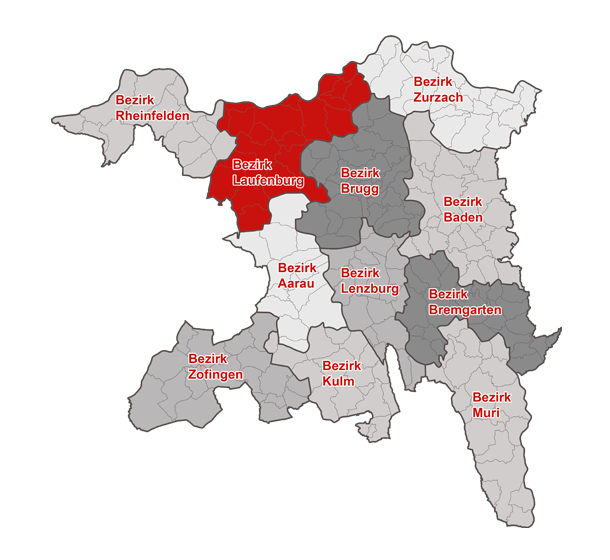 Bezirk
Zurzach
Bezirk
Rheinfelden
Bezirk
Laufenburg
Bezirk
Brugg
Bezirk
Baden
Bezirk
Aarau
Bezirk
Lenzburg
Bezirk
Bremgarten
Bezirk
Zofingen
Bezirk
Kulm
Bezirk
Muri